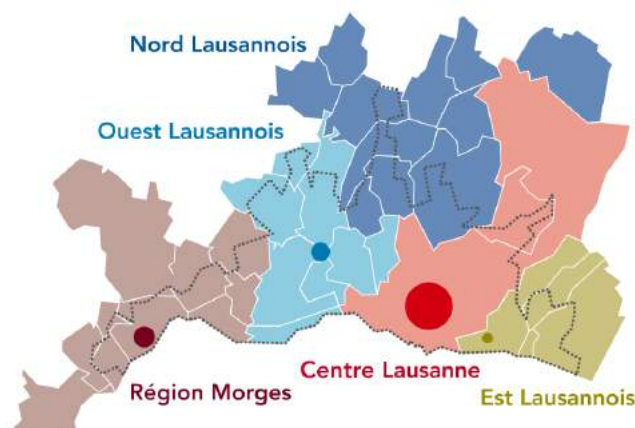 Nord Lausannois
Ouest Lausannois
Centre Lausanne
Région Morges
Est Lausannois